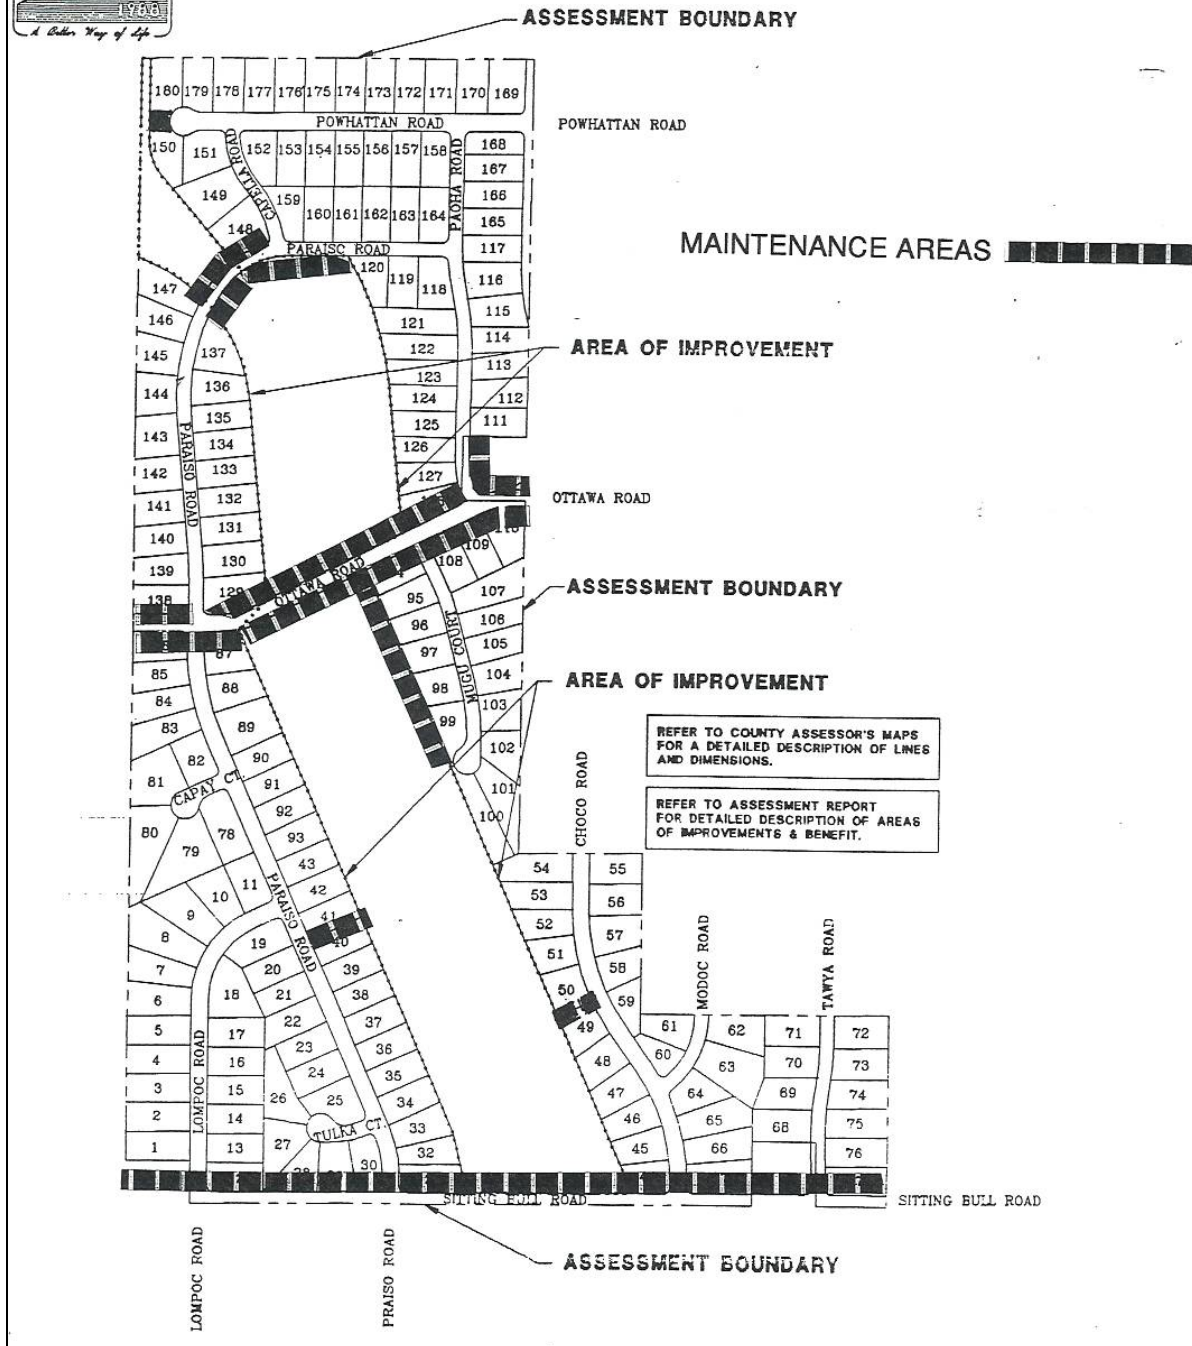 1988
A Better Way of Life
ASSESSMENT BOUNDARY
180 179 178 177 176 175 174 173 172 171 170 169
POWHATTAN ROAD
POWHATTAN ROAD
150 151 152 153 154 155 156 157 158 168
167
CAPELLA ROAD
PAOHA ROAD
149 159 166
160 161 162 163 164 165
148
PARAISC ROAD
117
MAINTENANCE AREAS
120 119 118 116
147
146 121 115
122 114
AREA OF IMPROVEMENT
145 137 123 113
144 136 124 112
135 125 111
143 134 126
PARAISO ROAD
142 133 127
141 132
OTTAWA ROAD
140 131
139 130 109
OTTAWA ROAD
108
138 129
ASSESSMENT BOUNDARY
95 107
96 106
MUGU COURT
97 105
87
85 88 98 104
AREA OF IMPROVEMENT
84 99 103
83 89 102
82 90
REFER TO COUNTY ASSESSOR'S MAPS
FOR A DETAILED DESCRIPTION OF LINES
AND DIMENSIONS.
81 91 101
CAPAY CT.
CHOCO ROAD
80 78 92 100
REFER TO ASSESSMENT REPORT
FOR DETAILED DESCRIPTION OF AREAS
OF IMPROVEMENTS & BENEFIT.
79 93
43 54 55
11 42 53 56
10 41
9 52 57
PARAISO ROAD
8 19 40 51 58
7 20 39 50 59
6 18 21 38 49
MODOC ROAD
TAWYA ROAD
5 17 22 37 48 61 62 71 72
4 16 23 36 60 63 70 73
LOMPOC ROAD
3 15 24 35 47 64 69 74
2 14 26 25 34 46 65 68 75
TULKA CT.
1 13 27 33 45 66 76
30 32
28
SITTING BULL ROAD
SITTING BULL ROAD
ASSESSMENT BOUNDARY
LOMPOC ROAD
PRAISO ROAD